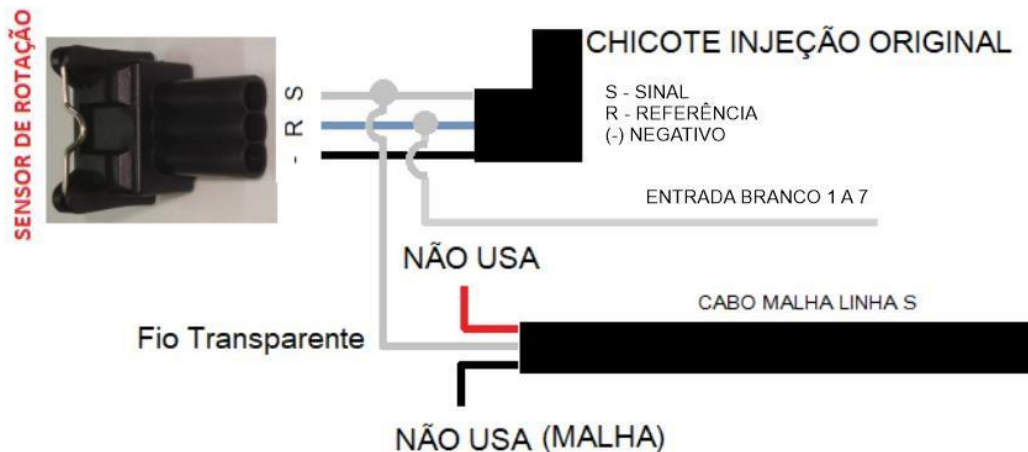 SENSOR DE ROTAÇÃO
S
R
-
CHICOTE INJEÇÃO ORIGINAL
S - SINAL
R - REFERÊNCIA
(-) NEGATIVO
ENTRADA BRANCO 1 A 7
NÃO USA
CABO MALHA LINHA S
Fio Transparente
NÃO USA (MALHA)